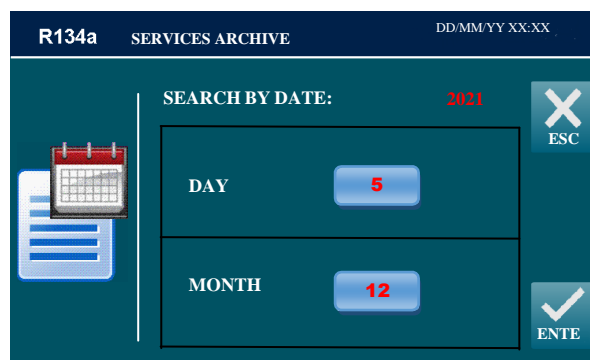 R134a SERVICES ARCHIVE DD/MM/YY XX:XX
SEARCH BY DATE: 2021
ESC
DAY 5
MONTH 12
ENTE